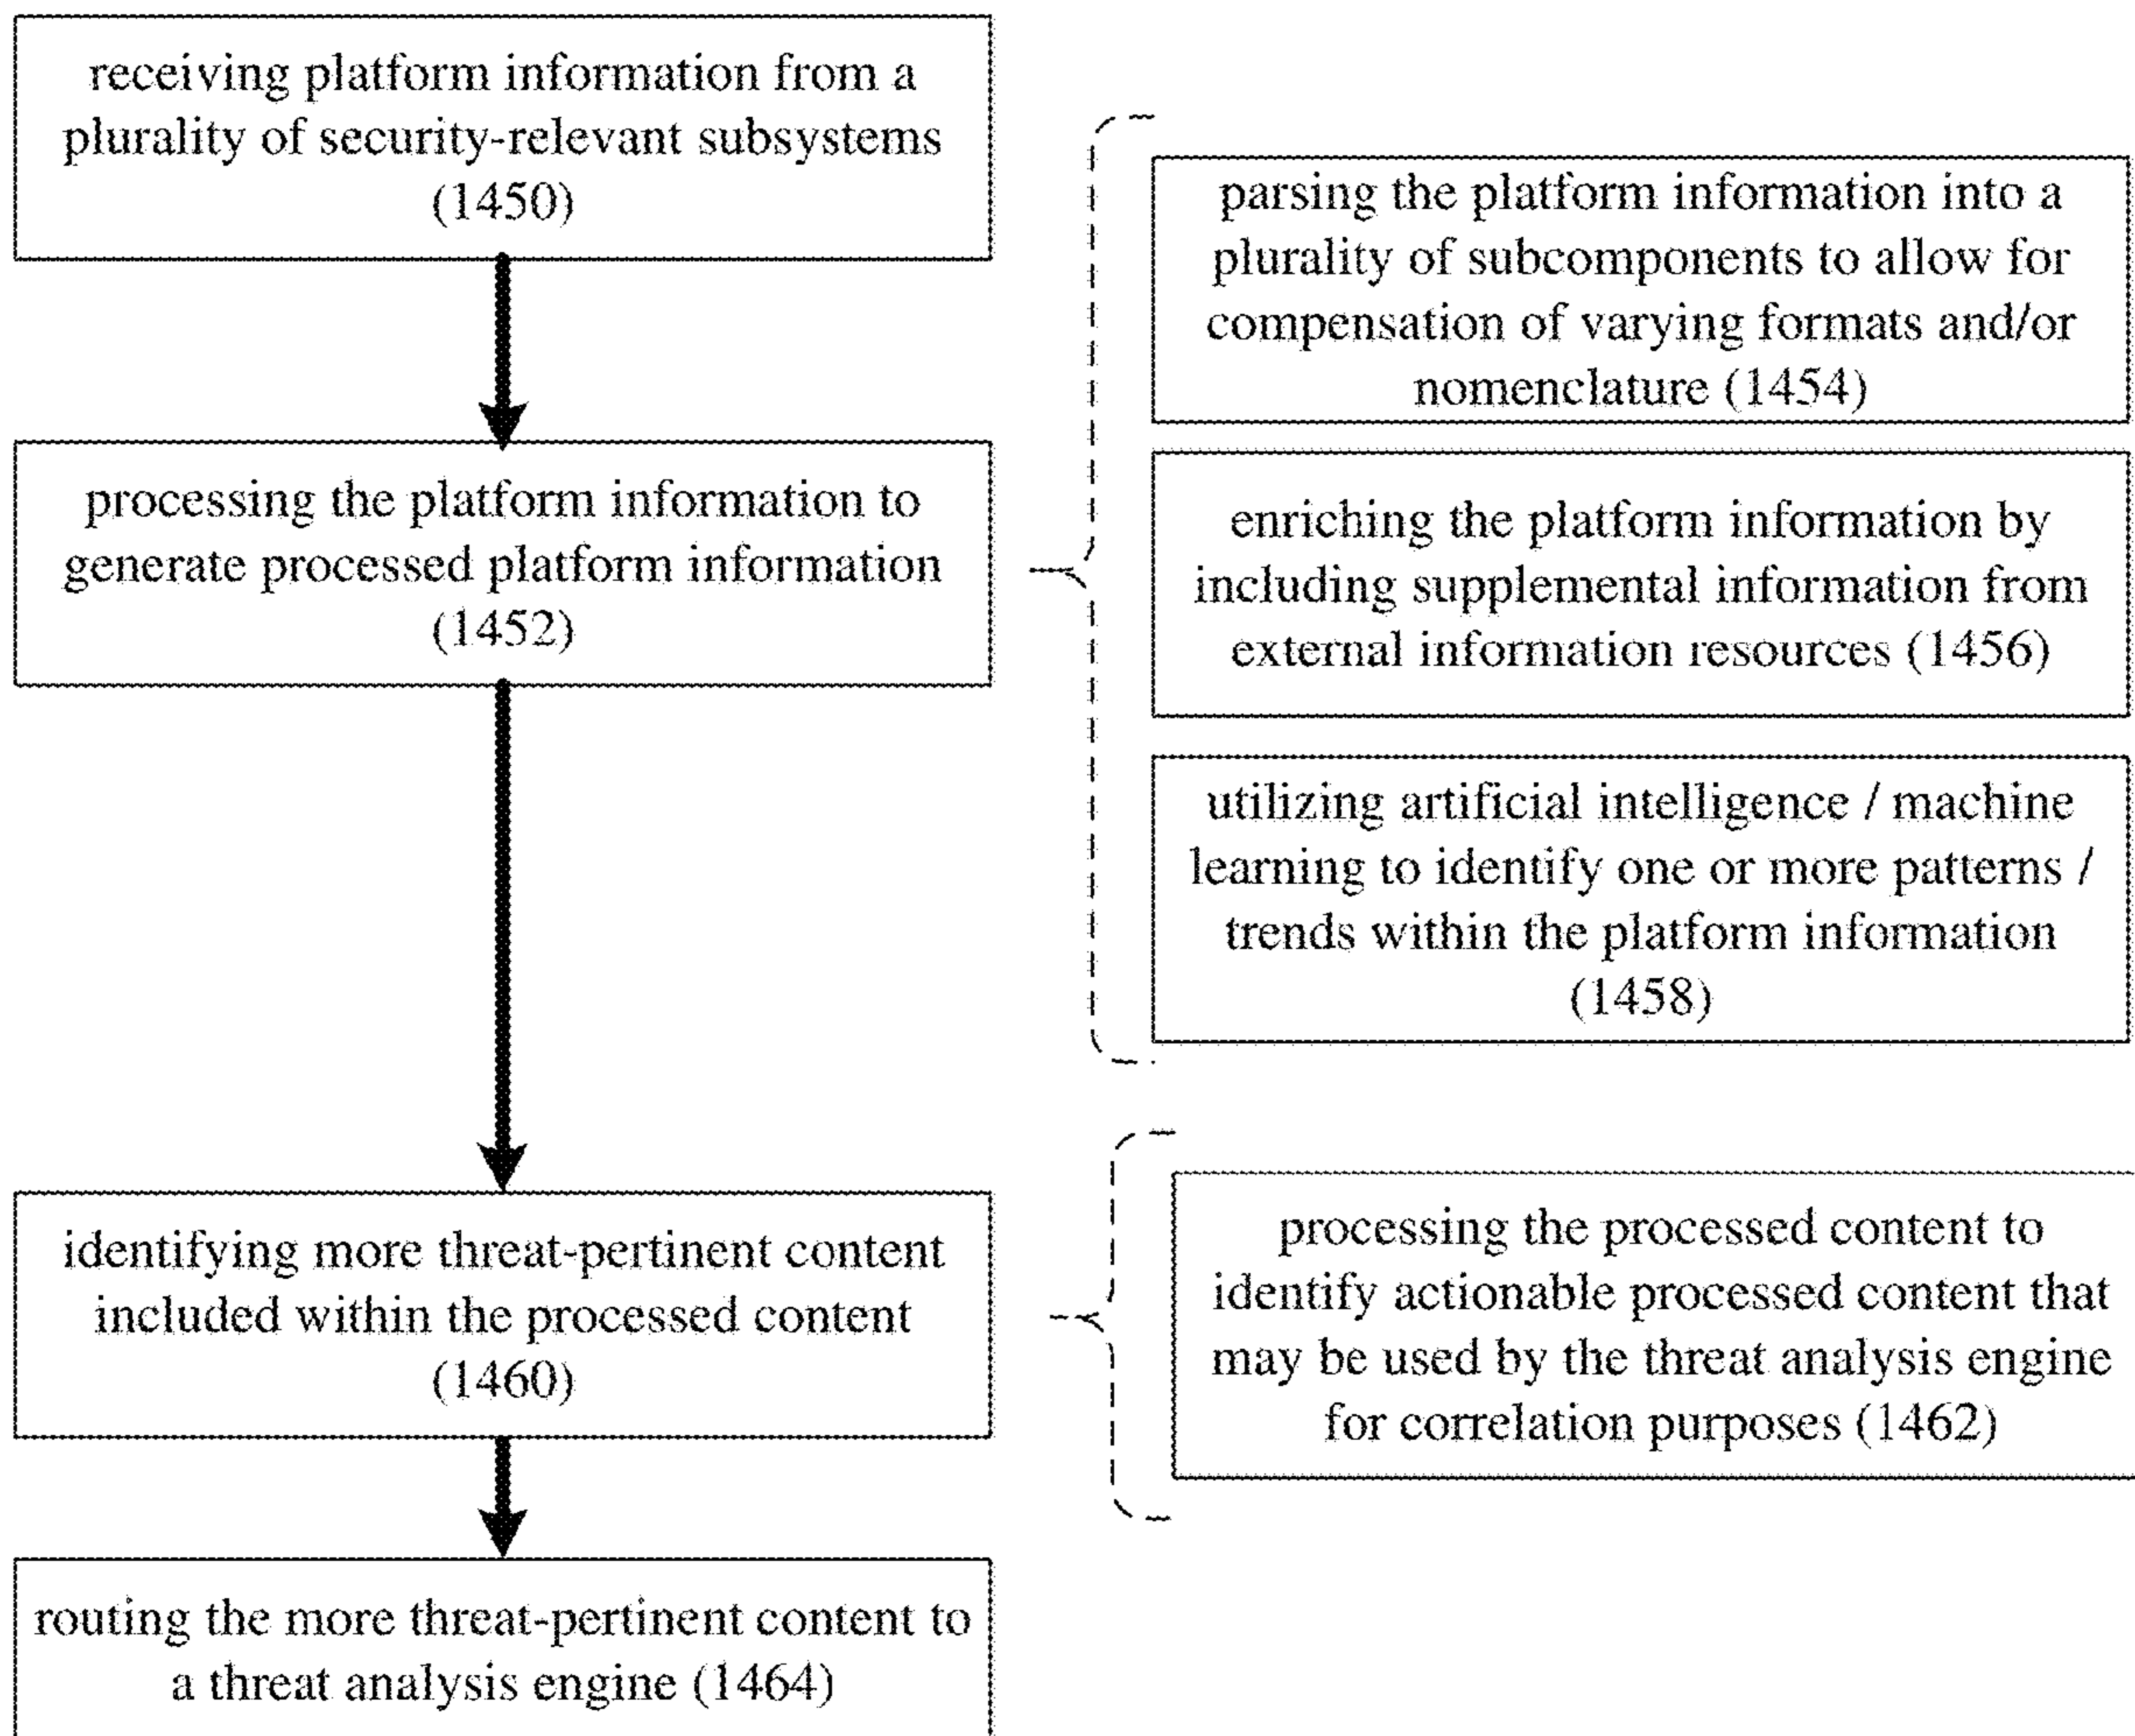 receiving platform information from a
plurality of security-relevant subsystems
(1450)
processing the platform information to
generate processed platform information
(1452)
parsing the platform information into a
plurality of subcomponents to allow for
compensation of varying formats and/or
nomenclature (1454)
enriching the platform information by
including supplemental information from
external information resources (1456)
utilizing artificial intelligence / machine
learning to identify one or more patterns /
trends within the platform information
(1458)
identifying more threat-pertinent content
included within the processed content
(1460)
processing the processed content to
identify actionable processed content that
may be used by the threat analysis engine
for correlation purposes (1462)
routing the more threat-pertinent content to
a threat analysis engine (1464)